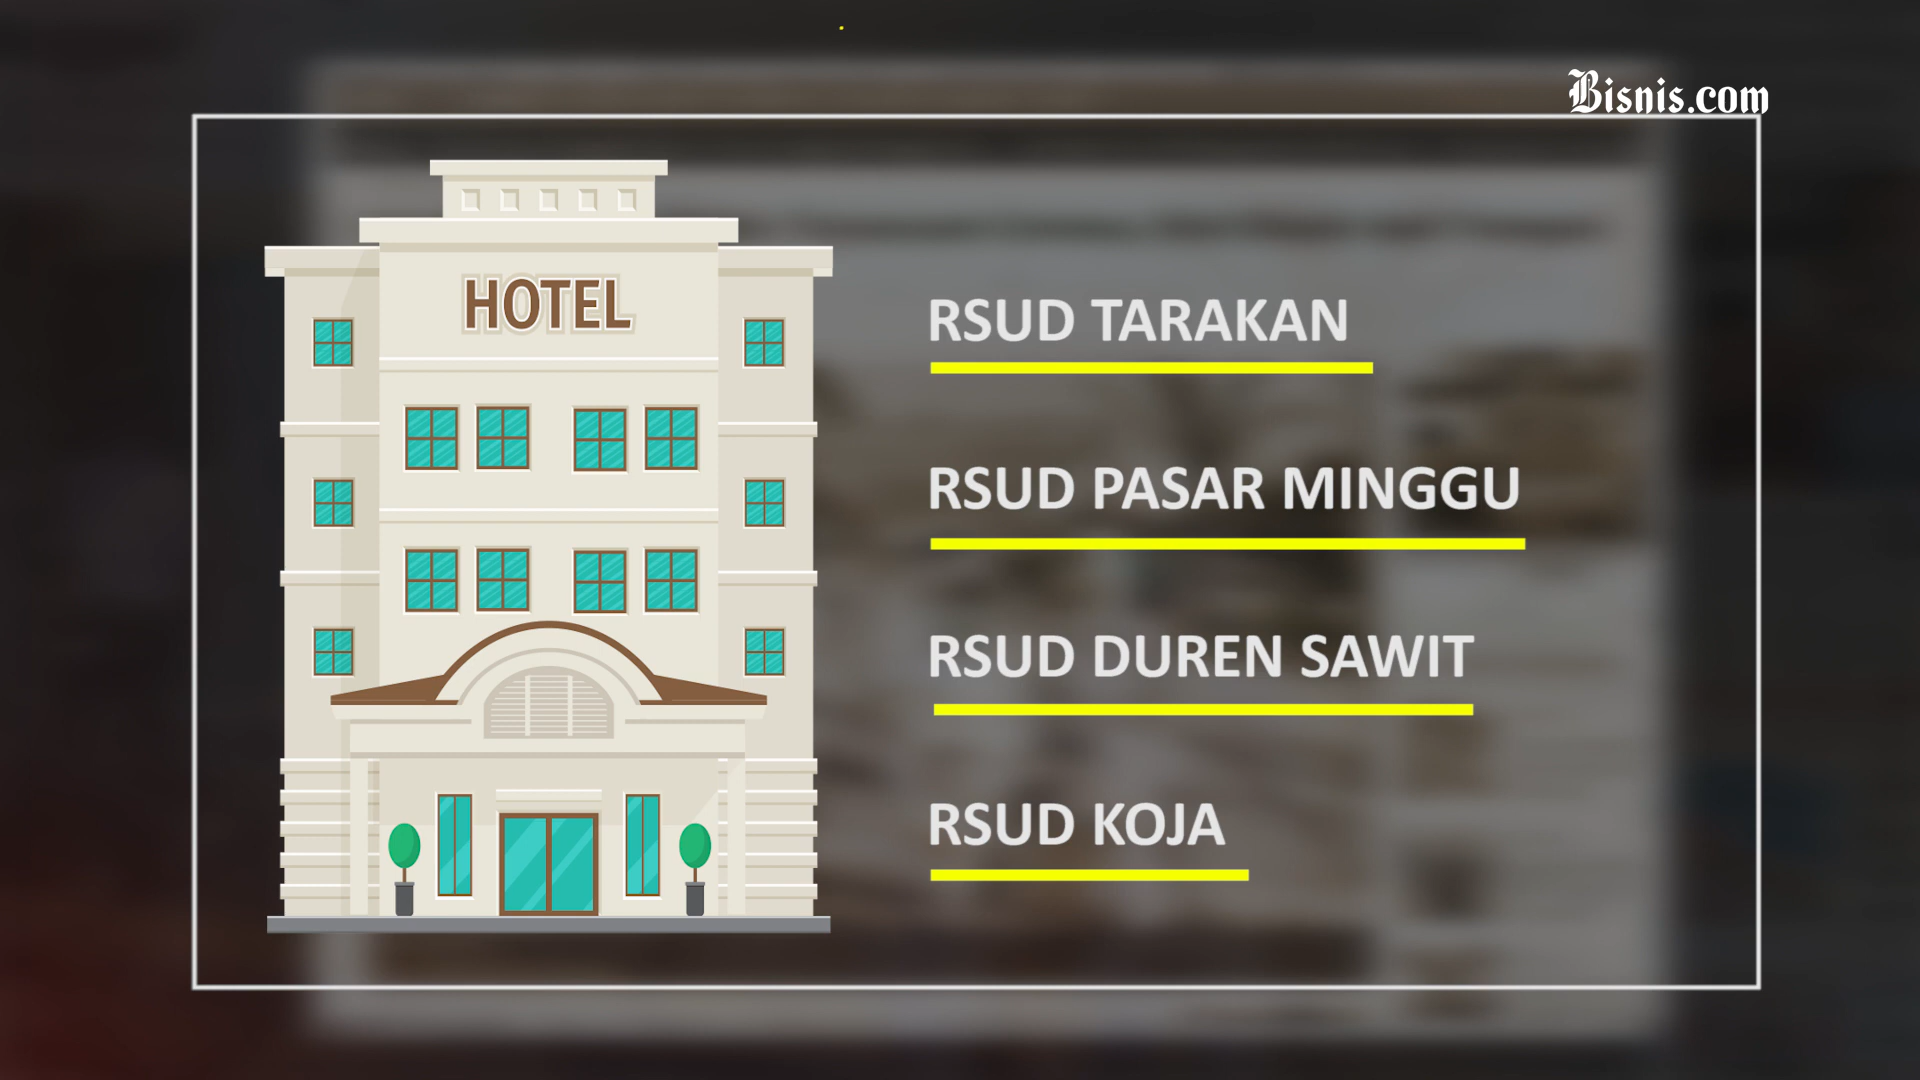 Bisnis.com
HOTEL
RSUD TARAKAN
RSUD PASAR MINGGU
RSUD DUREN SAWIT
RSUD KOJA